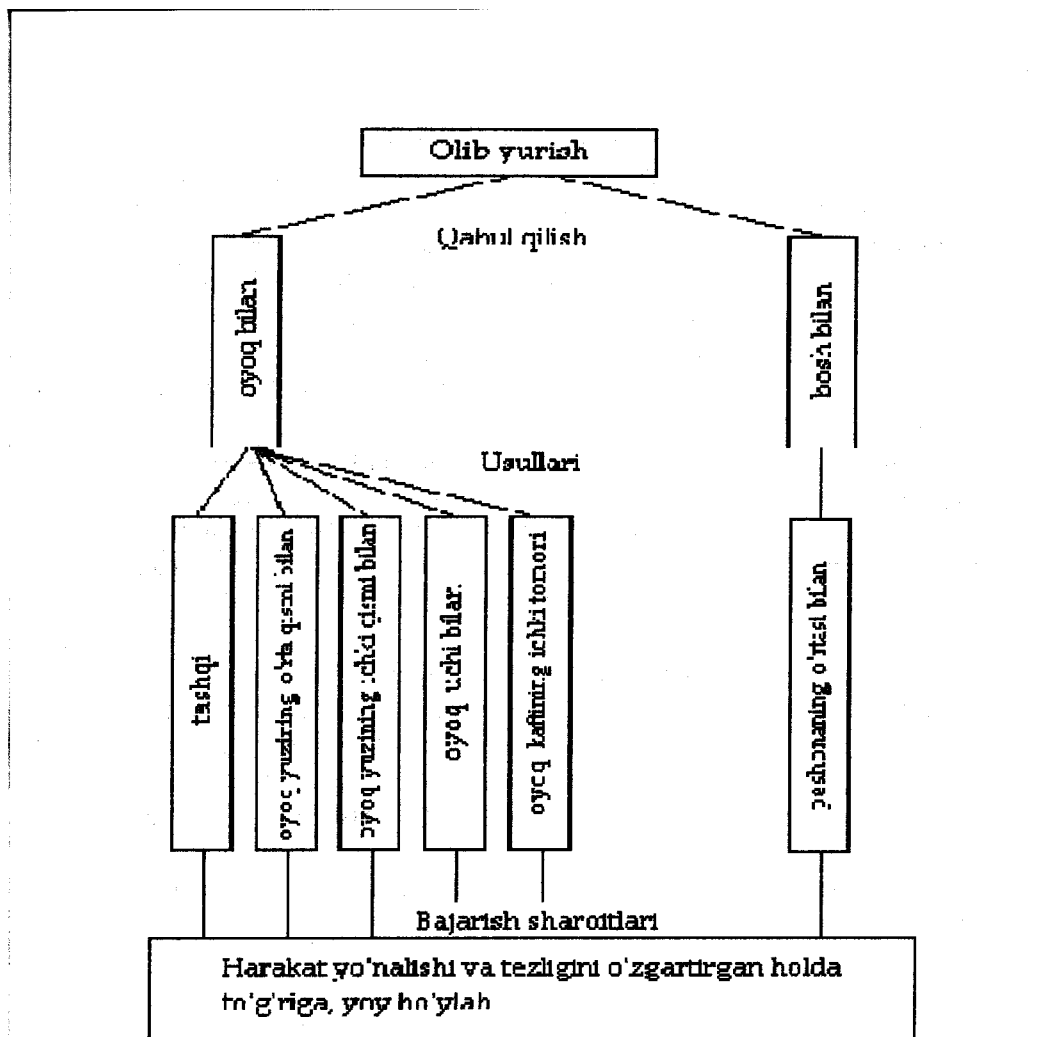 Olib yurish
Qabul qilish
oyoq bilan
bosh bilan
Usullari
tashqi
oyoq yuzining o'rta qismi bilan
oyoq yuzining ichki qismi bilan
oyoq uchi bilan
oyoq kaftining ichki tomoni
peshonaning o'rtasi bilan
Bajarish sharoitlari
Harakat yo'nalishi va tezligini o'zgartirgan holda
to'g'riga, yoy bo'ylab